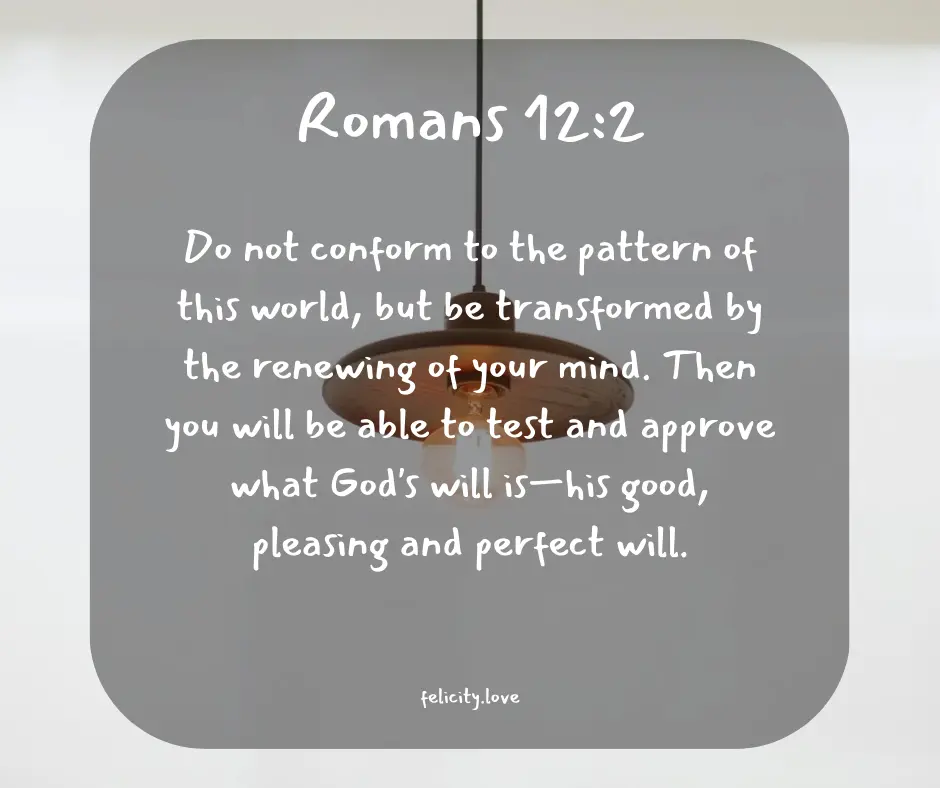 Romans 12:2
Do not conform to the pattern of
this world, but be transformed by
the renewing of your mind. Then
you will be able to test and approve
what God's will is—his good,
pleasing and perfect will.
felicity.love